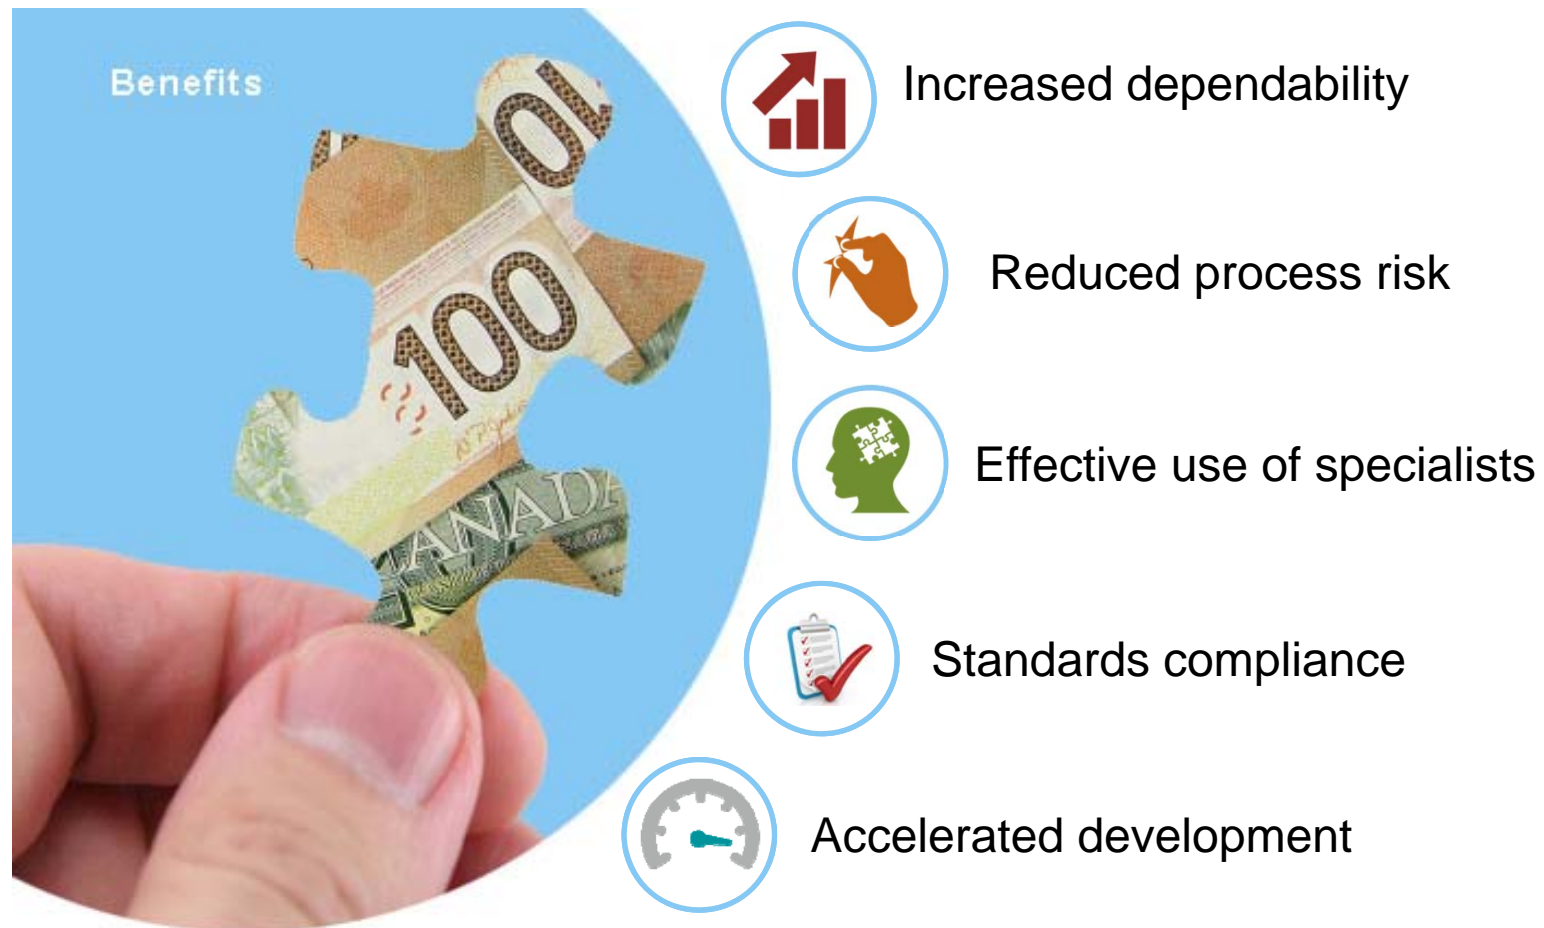 Benefits
Increased dependability
Reduced process risk
Effective use of specialists
Standards compliance
Accelerated development
100
CANADA